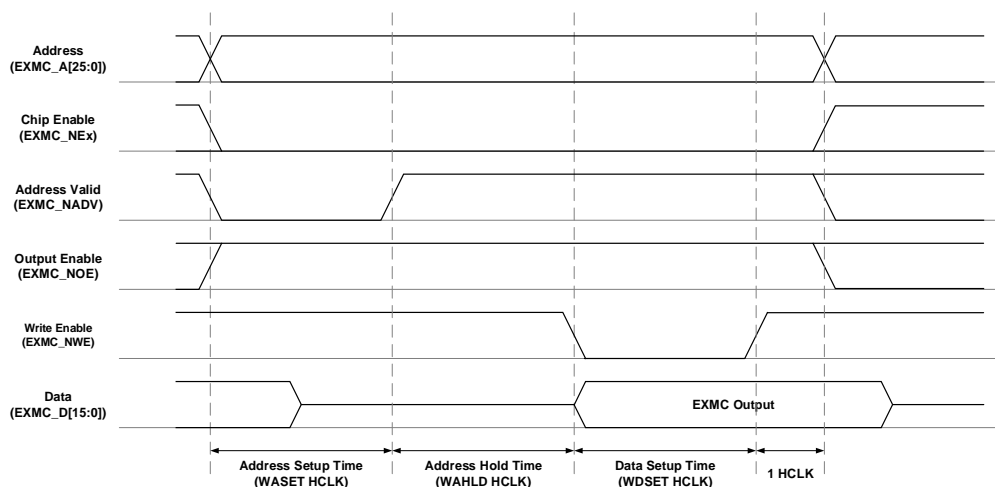 Address
(EXMC_A[25:0])
Chip Enable
(EXMC_NEx)
Address Valid
(EXMC_NADV)
Output Enable
(EXMC_NOE)
Write Enable
(EXMC_NWE)
Data
(EXMC_D[15:0])
EXMC Output
Address Setup Time
(WASET HCLK)
Address Hold Time
(WAHLD HCLK)
Data Setup Time
(WDSET HCLK)
1 HCLK